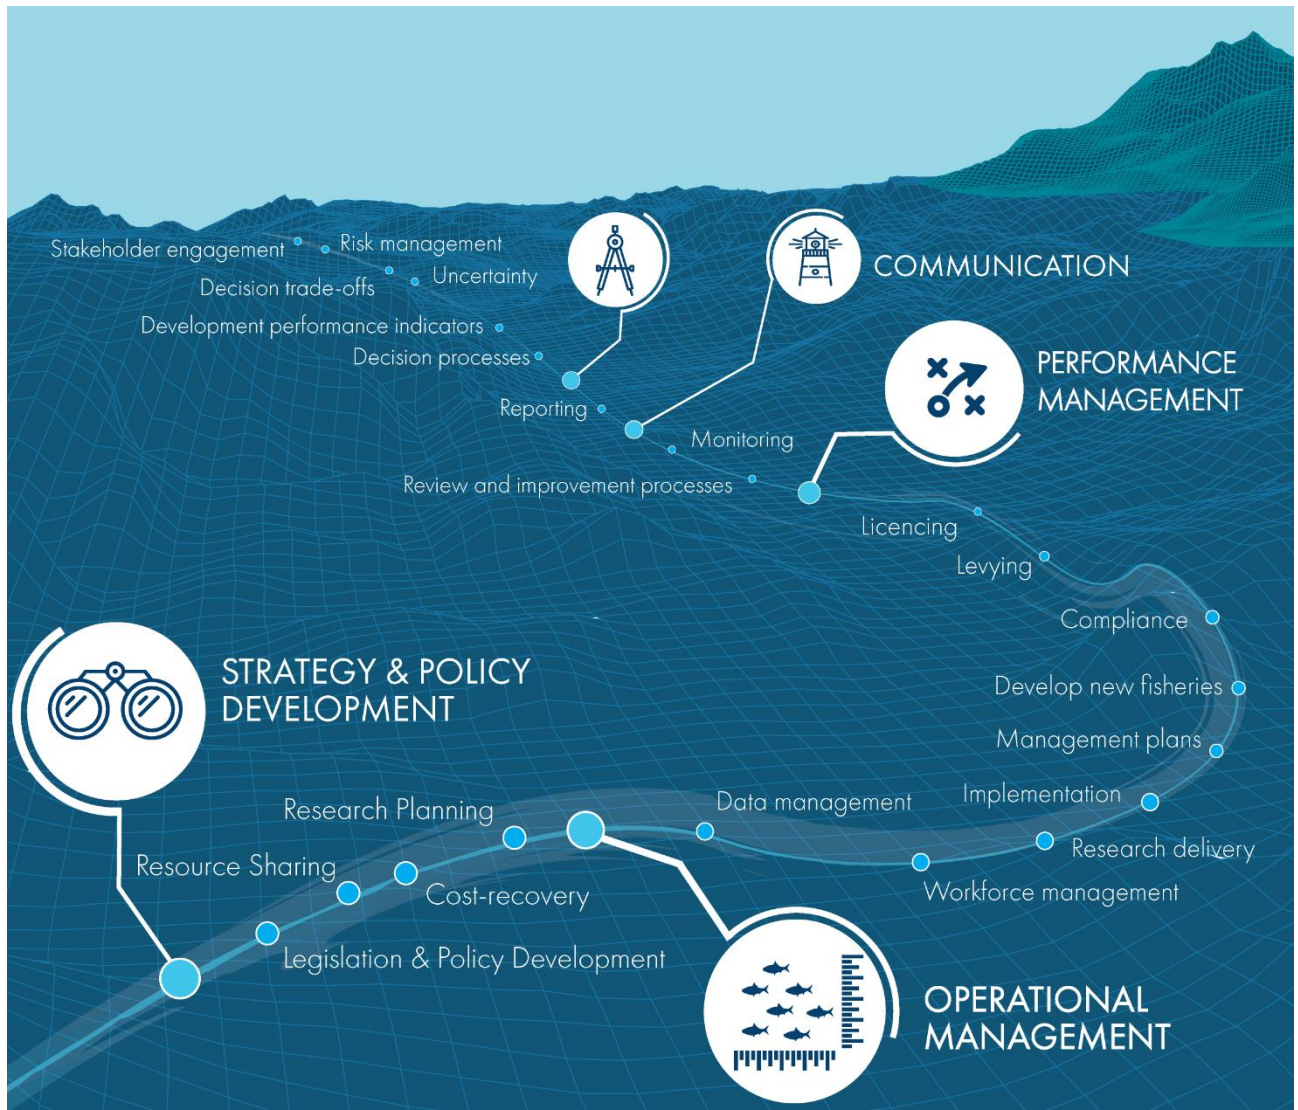 Stakeholder engagement
Risk management
Decision trade-offs
Uncertainty
Development performance indicators
Decision processes
Reporting
COMMUNICATION
PERFORMANCE
MANAGEMENT
Monitoring
Review and improvement processes
Licencing
Levying
Compliance
Develop new fisheries
Management plans
Implementation
Research delivery
Workforce management
Data management
STRATEGY & POLICY
DEVELOPMENT
Research Planning
Resource Sharing
Cost-recovery
Legislation & Policy Development
OPERATIONAL
MANAGEMENT